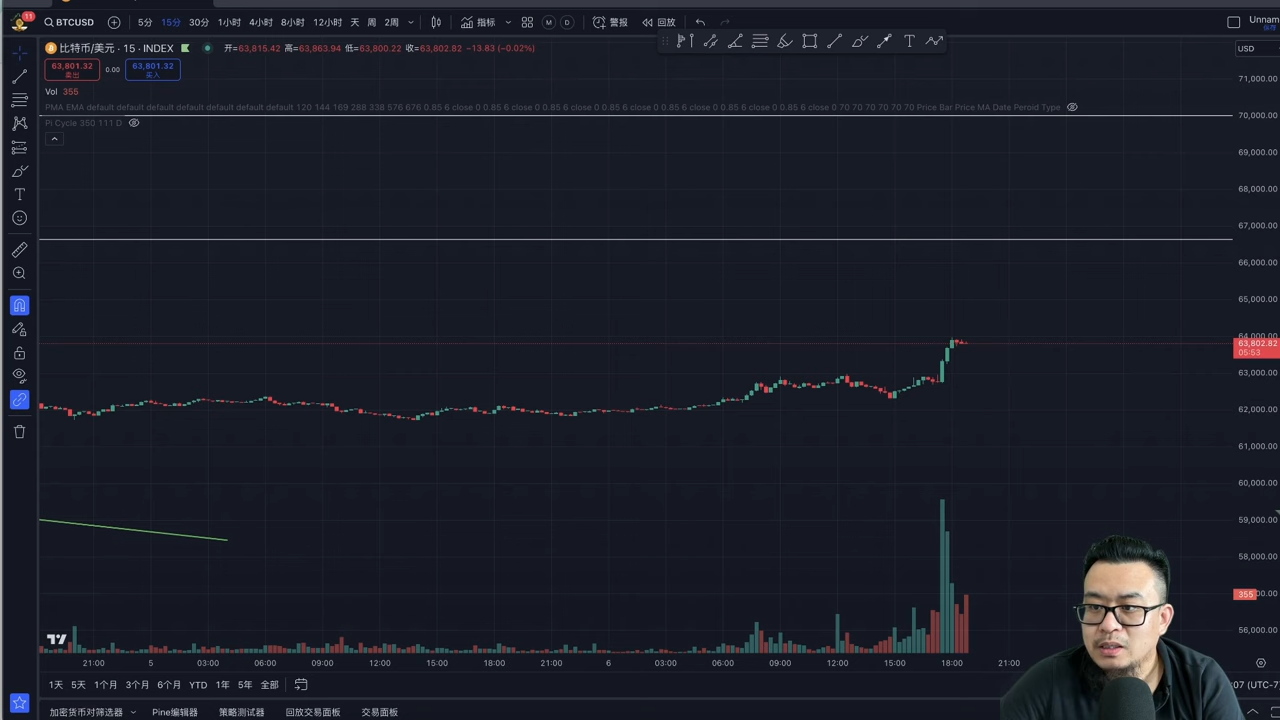 11
BTCUSD
5分 15分 30分 1小时 4小时 8小时 12小时 天 周 2周
指标
M D
警报
回放
Unnam
保存
比特币/美元 · 15 · INDEX
开=63,815.42 高=63,863.94 低=63,800.22 收=63,802.82 −13.83 (−0.02%)
USD
63,801.32
卖出
0.00
63,801.32
买入
Vol 355
PMA EMA default default default default default default default 120 144 169 288 338 576 676 0.85 6 close 0 0.85 6 close 0 0.85 6 close 0 0.85 6 close 0 0.85 6 close 0 0.85 6 close 0 0.85 6 close 0 70 70 70 70 70 70 Price Bar Price MA Date Peroid Type
Pi Cycle 350 111 D
71,000.00
70,000.00
69,000.00
68,000.00
67,000.00
66,000.00
65,000.00
64,000.00
63,802.82
05:53
63,000.00
62,000.00
61,000.00
60,000.00
59,000.00
58,000.00
355
56,000.00
21:00 5 03:00 06:00 09:00 12:00 15:00 18:00 21:00 6 03:00 06:00 09:00 12:00 15:00 18:00 21:00
1天 5天 1个月 3个月 6个月 YTD 1年 5年 全部
:07 (UTC-7
加密货币对筛选器 Pine编辑器 策略测试器 回放交易面板 交易面板